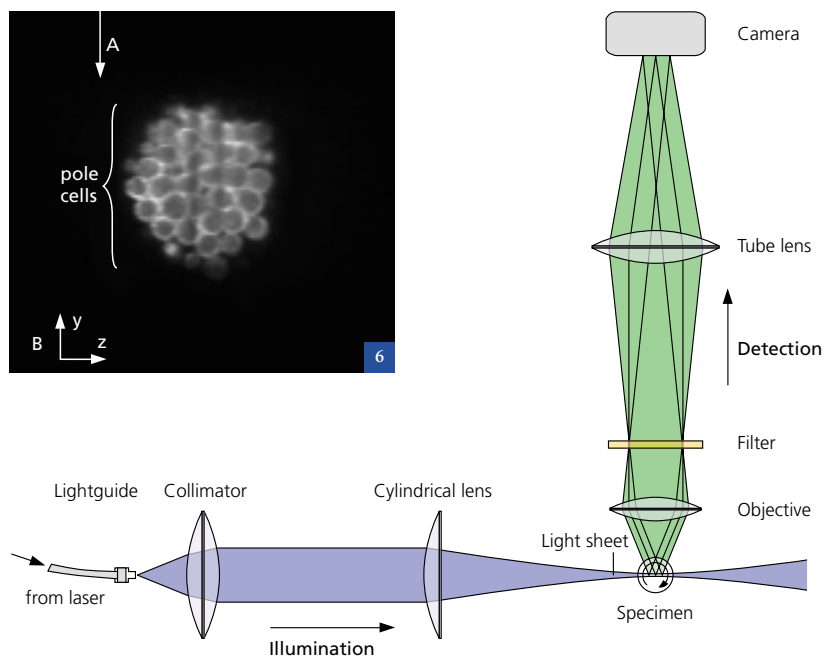 A
pole
cells
y
B
z
6
Camera
Tube lens
Detection
Filter
Objective
Lightguide
Collimator
Cylindrical lens
Light sheet
from laser
Specimen
Illumination